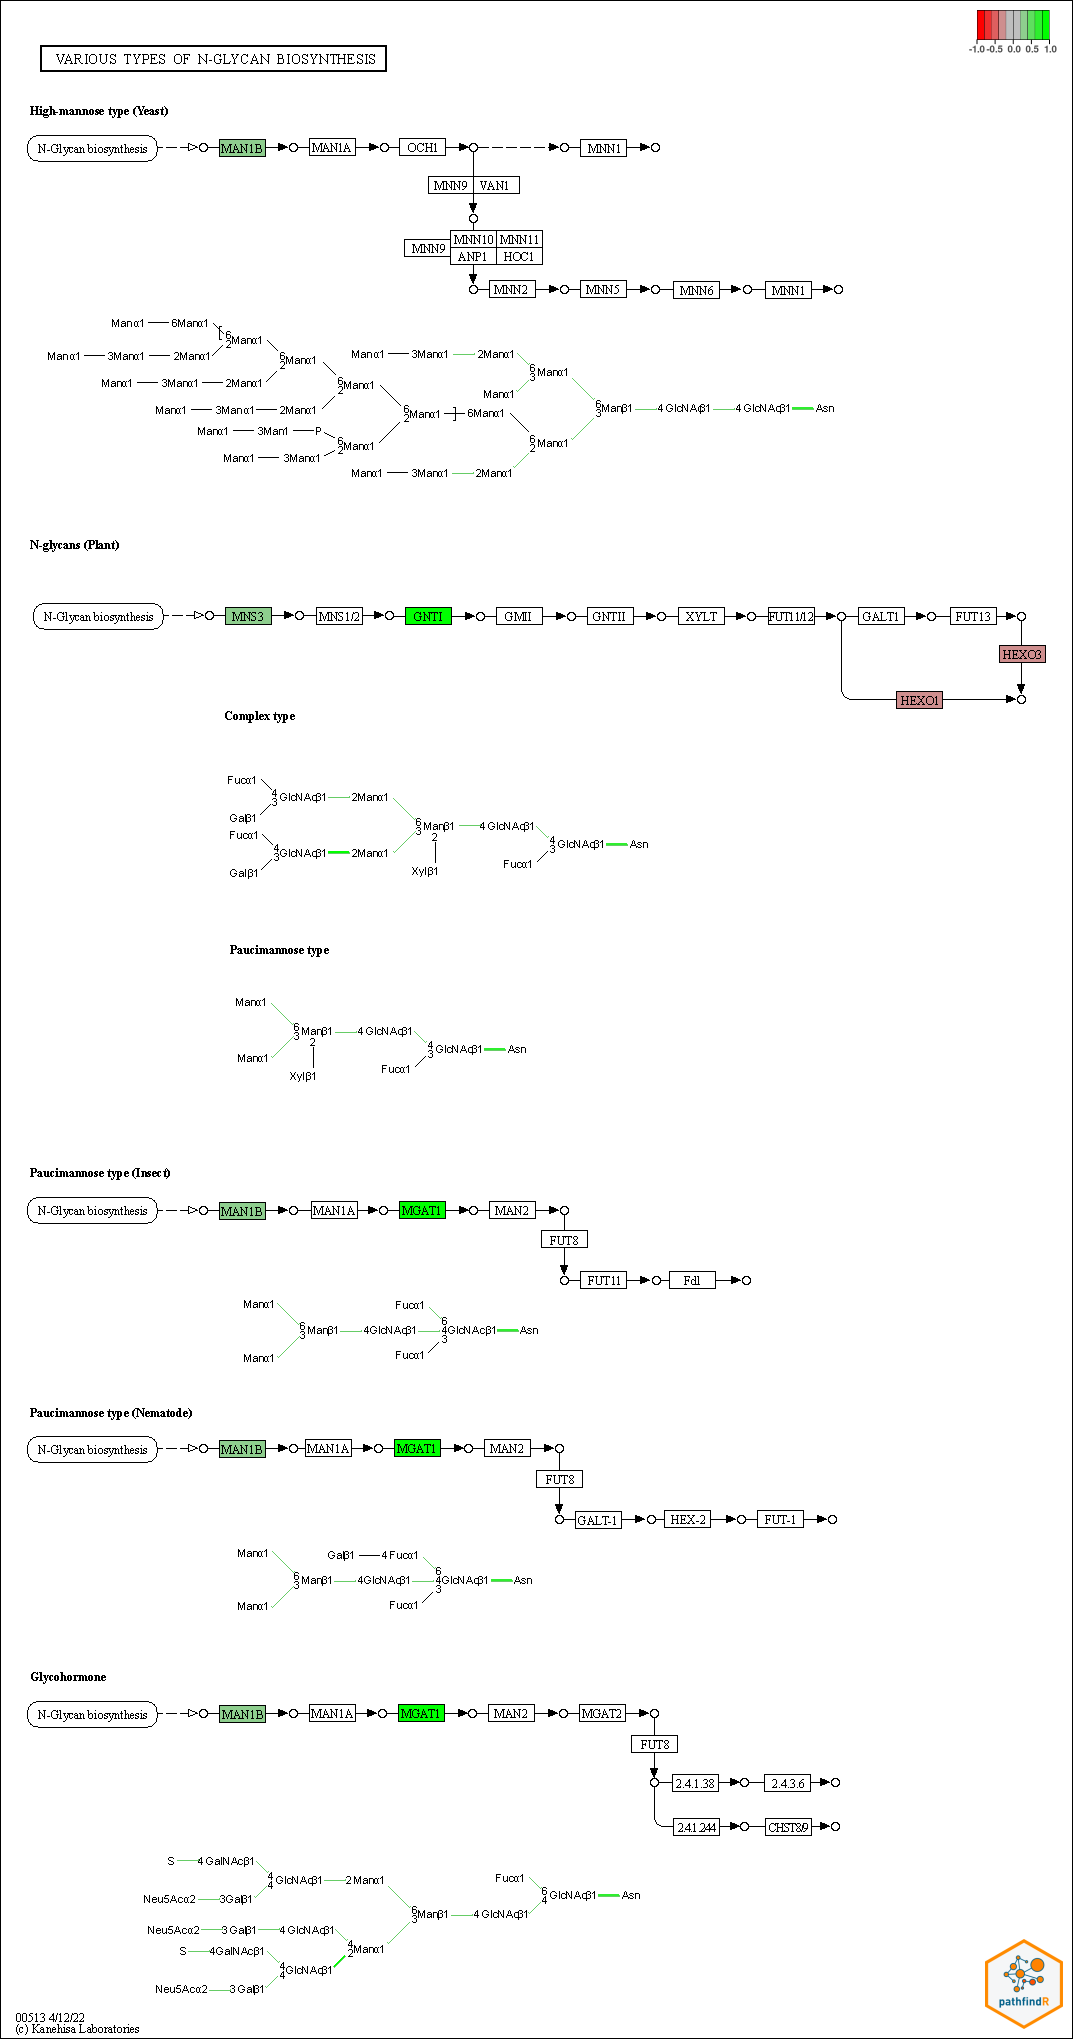 -1.0 -0.5 0.0 0.5 1.0
VARIOUS TYPES OF N-GLYCAN BIOSYNTHESIS
High-mannose type (Yeast)
N-Glycan biosynthesis MAN1B MAN1A OCH1 MNN1
MNN9 VAN1
MNN10 MNN11
MNN9
ANP1 HOC1
MNN2 MNN5 MNN6 MNN1
Manα1 6Manα1
6
2 Manα1
Manα1 3Manα1 2Manα1
Manα1 3Manα1 2Manα1
6
2 Manα1
Manα1 3Manα1 2Manα1
6
2 Manα1
Manα1 3Man1 P
Manα1 3Manα1
6
2 Manα1
6
2 Manα1 ] 6Manα1
Manα1 3Manα1 2Manα1
Manα1
6
3 Manα1
6
2 Manα1
Manα1 3Manα1 2Manα1
6
3 Manβ1 4 GlcNAcβ1 4 GlcNAcβ1 Asn
N-glycans (Plant)
N-Glycan biosynthesis MNS3 MNS1/2 GNTI GMII GNTII XYLT FUT11/12 GALT1 FUT13
HEXO3
HEXO1
Complex type
Fucα1
4
3 GlcNAcβ1 2Manα1
Galβ1
Fucα1
4
3 GlcNAcβ1 2Manα1
Galβ1
6
3 Manβ1 4 GlcNAcβ1
2
Xylβ1
4
3 GlcNAcβ1 Asn
Fucα1
Paucimannose type
Manα1
6
3 Manβ1 4 GlcNAcβ1
2
Manα1
Xylβ1
4
3 GlcNAcβ1 Asn
Fucα1
Paucimannose type (Insect)
N-Glycan biosynthesis MAN1B MAN1A MGAT1 MAN2
FUT8
FUT11 Fdl
Manα1 Fucα1
6 6
3 Manβ1 4GlcNAcβ1 4GlcNAcβ1 Asn
3
Manα1 Fucα1
Paucimannose type (Nematode)
N-Glycan biosynthesis MAN1B MAN1A MGAT1 MAN2
FUT8
GALT-1 HEX-2 FUT-1
Manα1 Galβ1 4 Fucα1
6 6
3 Manβ1 4GlcNAcβ1 4GlcNAcβ1 Asn
3
Manα1 Fucα1
Glycohormone
N-Glycan biosynthesis MAN1B MAN1A MGAT1 MAN2 MGAT2
FUT8
2.4.1.38 2.4.3.6
2.4.1.244 CHST8/9
S 4 GalNAcβ1
4
4 GlcNAcβ1 2 Manα1
Neu5Acα2 3Galβ1
Neu5Acα2 3 Galβ1 4 GlcNAcβ1
4
2 Manα1
S 4GalNAcβ1
4
4 GlcNAcβ1
Neu5Acα2 3 Galβ1
6
3 Manβ1 4 GlcNAcβ1
Fucα1
6
4 GlcNAcβ1 Asn
00513 4/12/22
(c) Kanehisa Laboratories
pathfindR